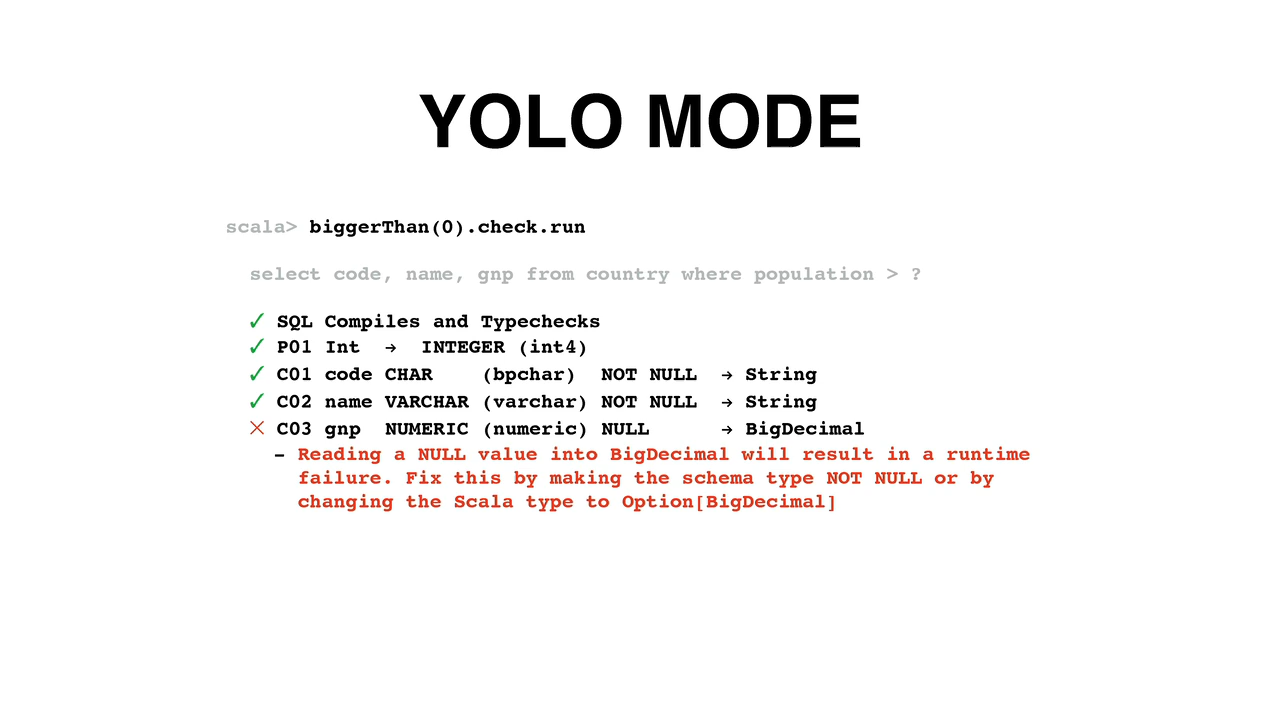 YOLO MODE
scala> biggerThan(0).check.run
select code, name, gnp from country where population > ?
✓ SQL Compiles and Typechecks
✓ P01 Int → INTEGER (int4)
✓ C01 code CHAR (bpchar) NOT NULL → String
✓ C02 name VARCHAR (varchar) NOT NULL → String
✕ C03 gnp NUMERIC (numeric) NULL → BigDecimal
– Reading a NULL value into BigDecimal will result in a runtime
failure. Fix this by making the schema type NOT NULL or by
changing the Scala type to Option[BigDecimal]